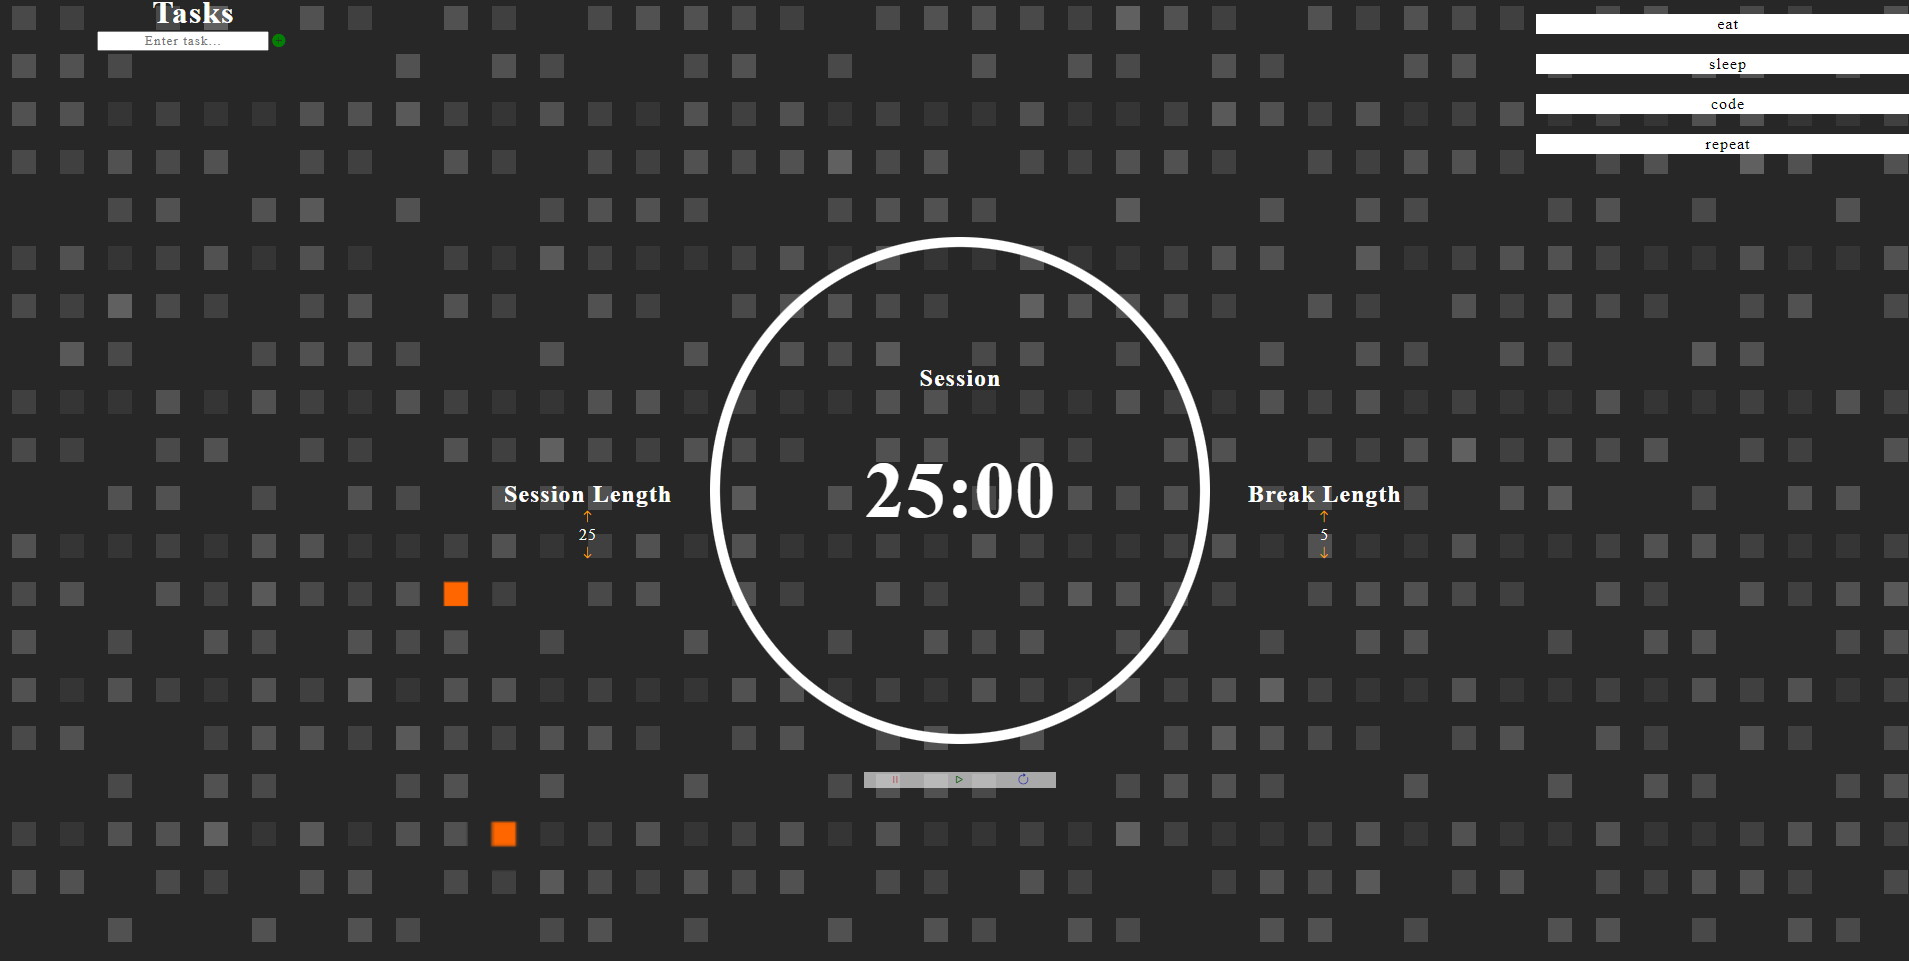 Tasks
Enter task...
eat
sleep
code
repeat
Session
25:00
Session Length
25
Break Length
5